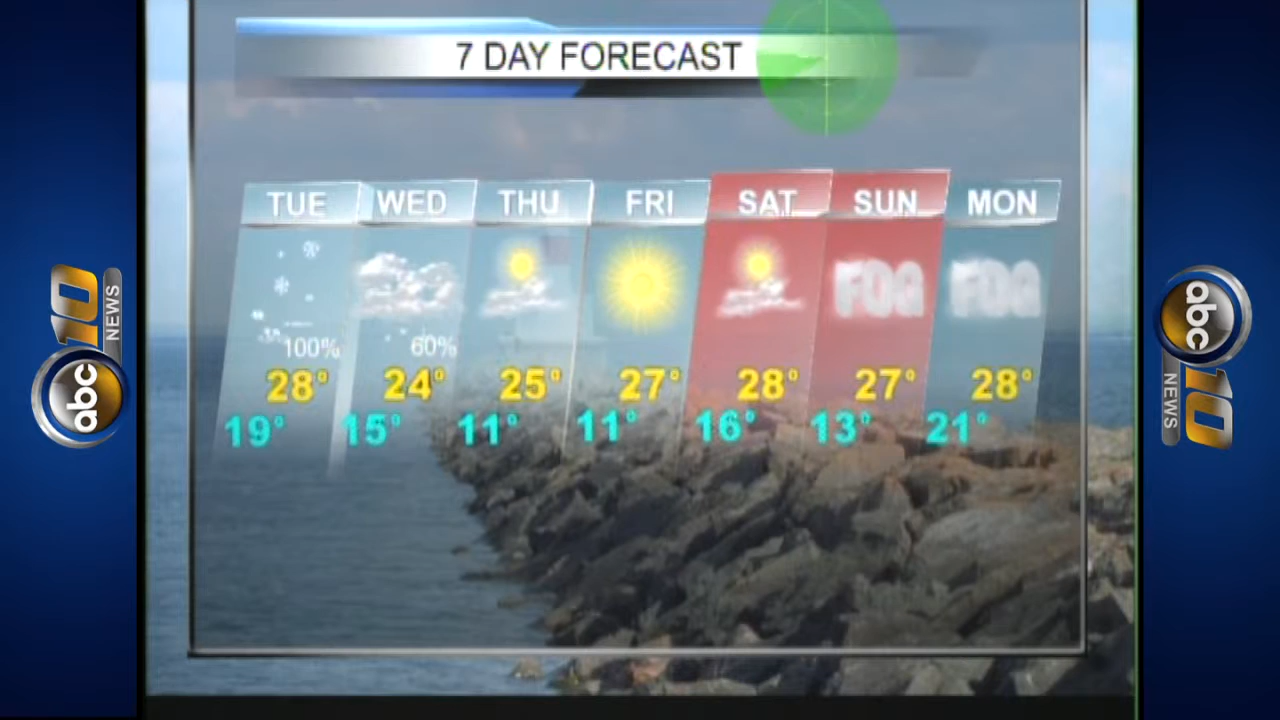 7 DAY FORECAST
TUE WED THU FRI SAT SUN MON
FOG FOG
100% 60%
28° 24° 25° 27° 28° 27° 28°
19° 15° 11° 11° 16° 13° 21°
abc 10 NEWS
abc 10 NEWS